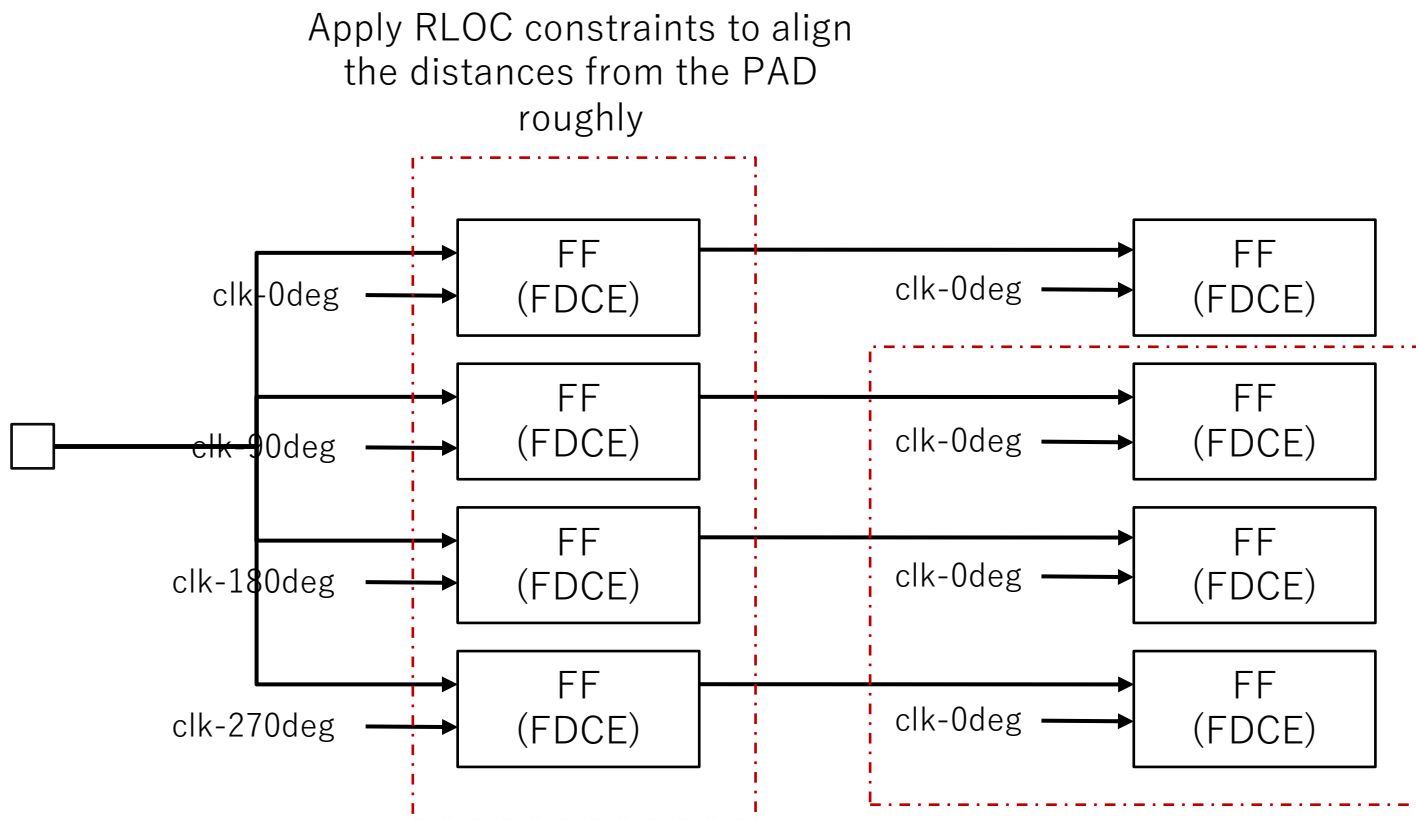 Apply RLOC constraints to align
the distances from the PAD
roughly
FF
(FDCE)
clk-0deg
FF
(FDCE)
clk-0deg
FF
(FDCE)
clk-90deg
FF
(FDCE)
clk-0deg
FF
(FDCE)
clk-180deg
FF
(FDCE)
clk-0deg
FF
(FDCE)
clk-270deg
FF
(FDCE)
clk-0deg